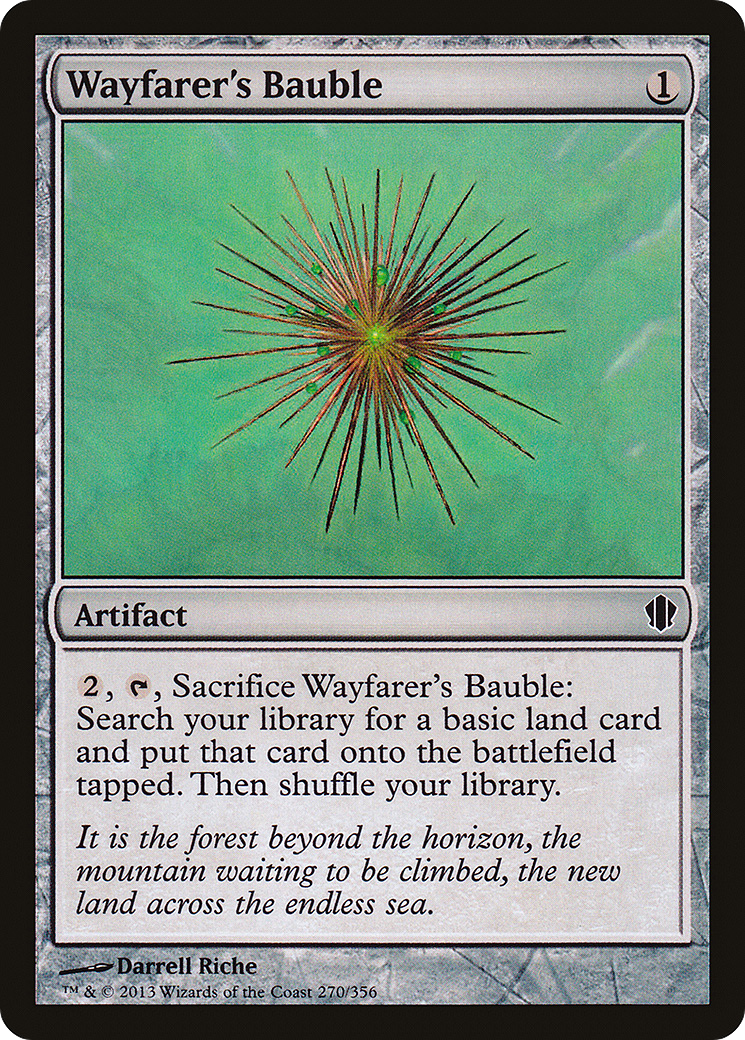 Wayfarer's Bauble
1
Artifact
2, , Sacrifice Wayfarer's Bauble:
Search your library for a basic land card
and put that card onto the battlefield
tapped. Then shuffle your library.
It is the forest beyond the horizon, the
mountain waiting to be climbed, the new
land across the endless sea.
Darrell Riche
™ & © 2013 Wizards of the Coast 270/356